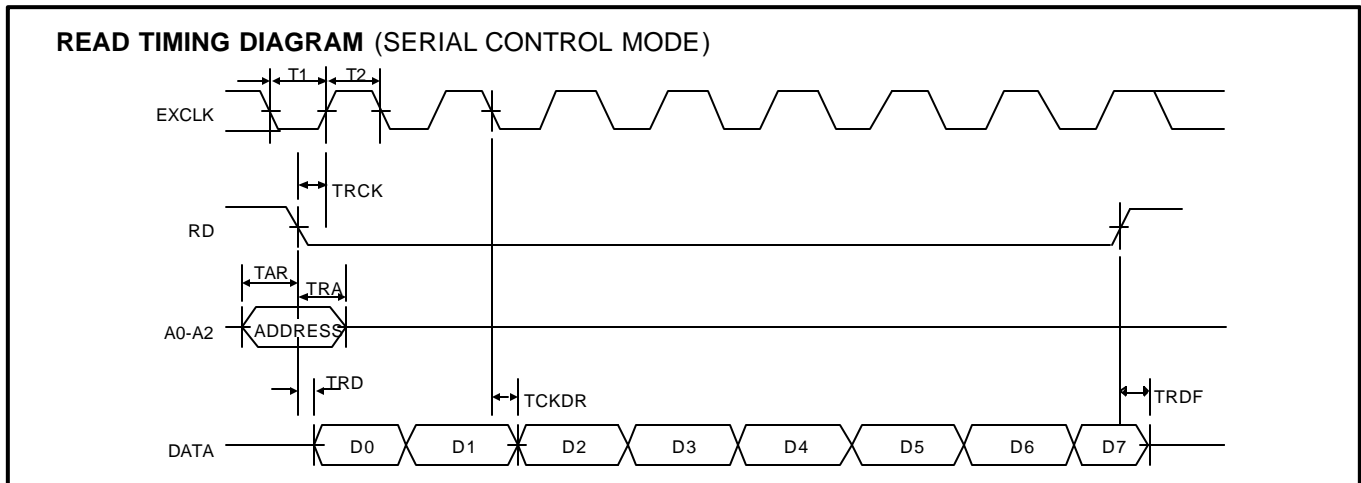 READ TIMING DIAGRAM (SERIAL CONTROL MODE)
T1 T2
EXCLK
TRCK
RD
TAR
TRA
A0-A2 ADDRESS
TRD
TCKDR
TRDF
DATA D0 D1 D2 D3 D4 D5 D6 D7